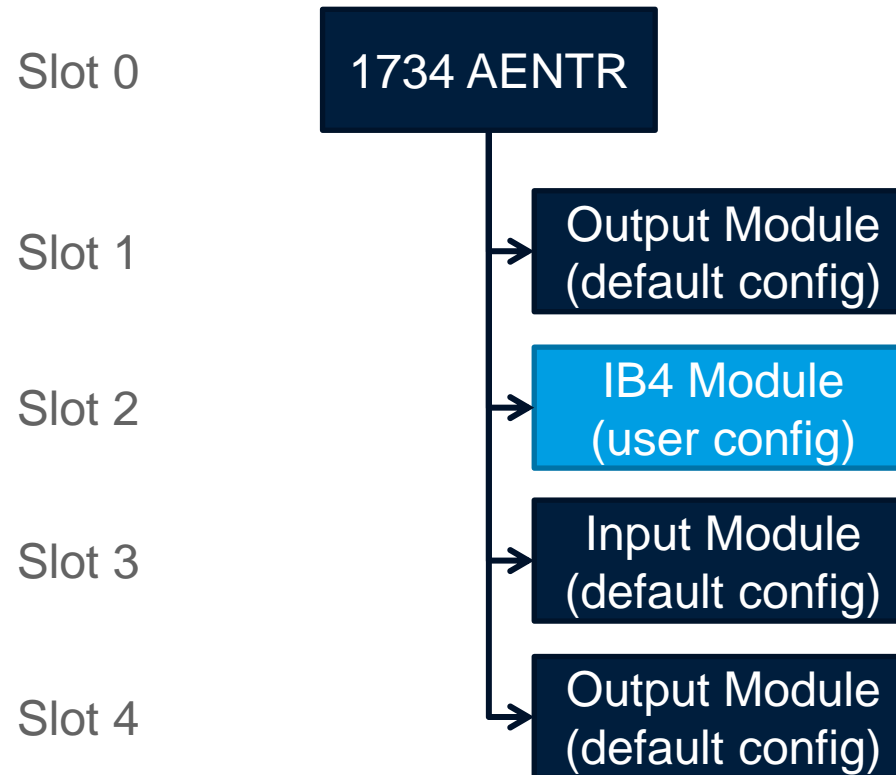 Slot 0
1734 AENTR
Slot 1
Output Module
(default config)
Slot 2
IB4 Module
(user config)
Slot 3
Input Module
(default config)
Slot 4
Output Module
(default config)